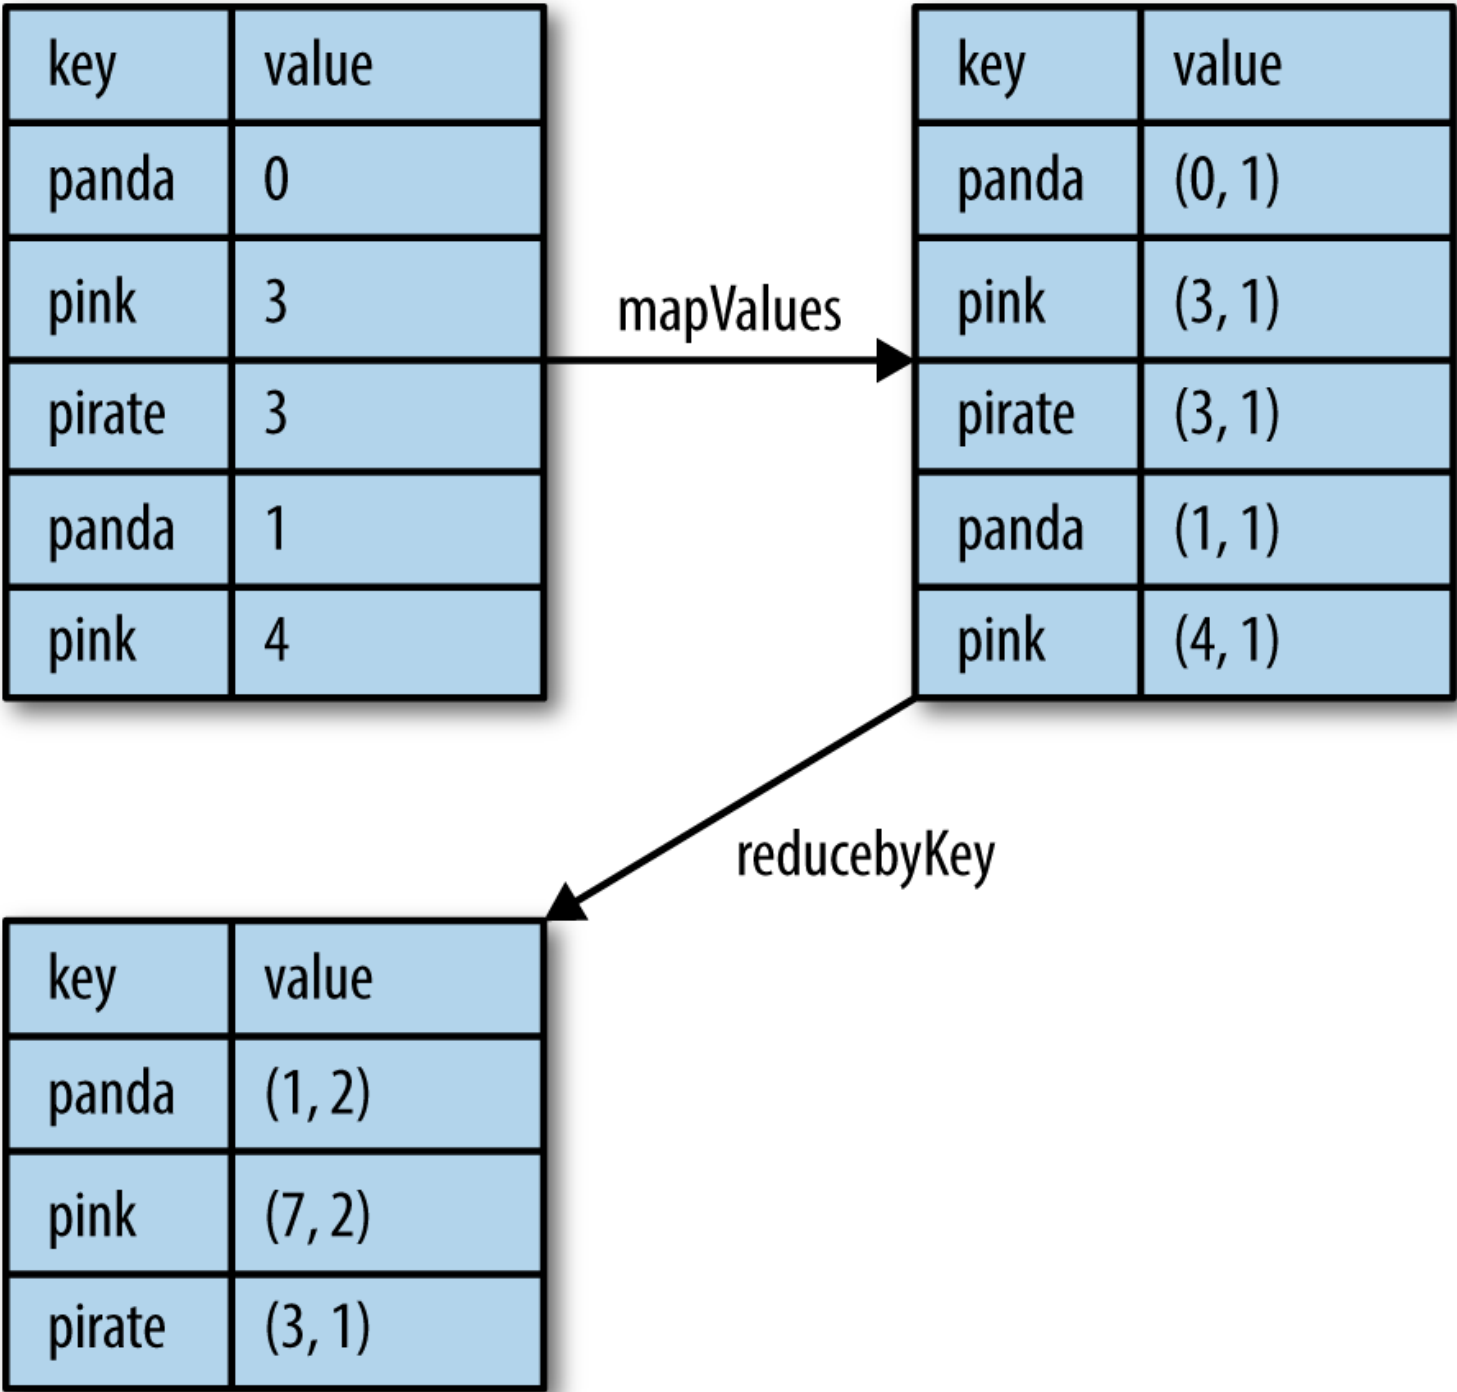 key value
panda 0
pink 3
pirate 3
panda 1
pink 4
mapValues
key value
panda (0, 1)
pink (3, 1)
pirate (3, 1)
panda (1, 1)
pink (4, 1)
reducebyKey
key value
panda (1, 2)
pink (7, 2)
pirate (3, 1)